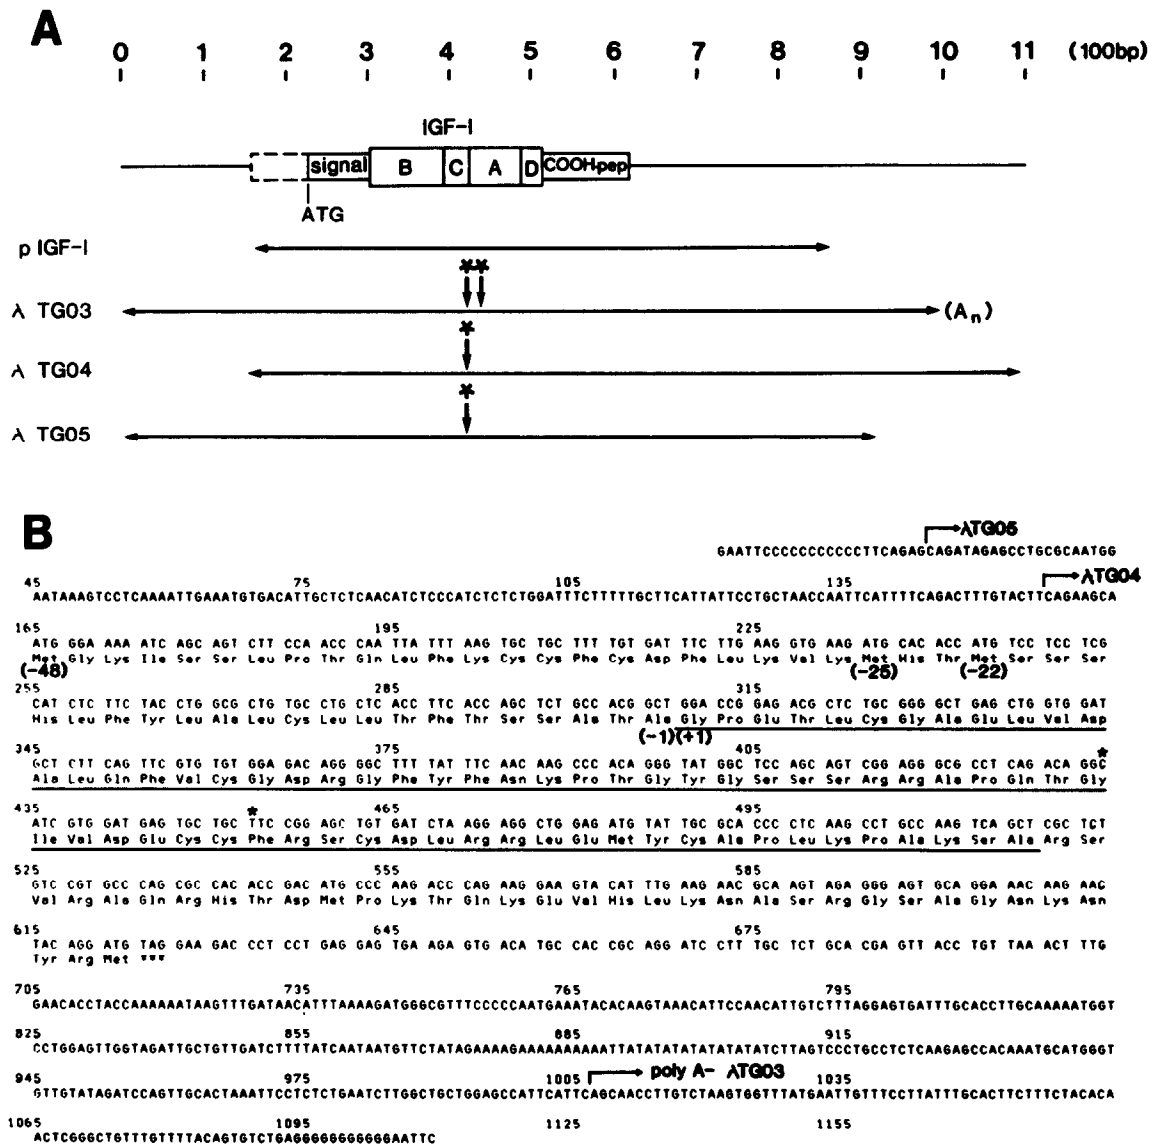 A
0 1 2 3 4 5 6 7 8 9 10 11 (100bp)
IGF-I
signal B C A D COOH-pep
ATG
p IGF-I
λ TG03 (An)
λ TG04
λ TG05
B
λTG05
GAATTCCCCCCCCCCCTTCAGAGCAGATAGAGCCTGCGCAATGG
45 75 105 135 λTG04
AATAAAGTCCTCAAAATTGAAATGTGACATTGCTCTCAACATCTCCCATCTCTCTGGATTTCTTTTTGCTTCATTATTCCTGCTAACCAATTCATTTTCAGACTTTGTACTTCAGAAGCA
165 195 225
ATG GGA AAA ATC AGC AGT CTT CCA ACC CAA TTA TTT AAG TGC TGC TTT TGT GAT TTC TTG AAG GTG AAG ATG CAC ACC ATG TCC TCC TCG
Met Gly Lys Ile Ser Ser Leu Pro Thr Gln Leu Phe Lys Cys Cys Phe Cys Asp Phe Leu Lys Val Lys Met His Thr Met Ser Ser Ser
(-48) (-25) (-22)
255 285 315
CAT CTC TTC TAC CTG GCG CTG TGC CTG CTC ACC TTC ACC AGC TCT GCC ACG GCT GGA CCG GAG ACG CTC TGC GGG GCT GAG CTG GTG GAT
His Leu Phe Tyr Leu Ala Leu Cys Leu Leu Thr Phe Thr Ser Ser Ala Thr Ala Gly Pro Glu Thr Leu Cys Gly Ala Glu Leu Val Asp
(-1) (+1)
345 375 405 *
GCT CTT CAG TTC GTG TGT GGA GAC AGG GGC TTT TAT TTC AAC AAG CCC ACA GGG TAT GGC TCC AGC AGT CGG AGG GCG CCT CAG ACA GGC
Ala Leu Gln Phe Val Cys Gly Asp Arg Gly Phe Tyr Phe Asn Lys Pro Thr Gly Tyr Gly Ser Ser Ser Arg Arg Ala Pro Gln Thr Gly
435 * 465 495
ATC GTG GAT GAG TGC TGC TTC CGG AGC TGT GAT CTA AGG AGG CTG GAG ATG TAT TGC GCA CCC CTC AAG CCT GCC AAG TCA GCT CGC TCT
Ile Val Asp Glu Cys Cys Phe Arg Ser Cys Asp Leu Arg Arg Leu Glu Met Tyr Cys Ala Pro Leu Lys Pro Ala Lys Ser Ala Arg Ser
525 555 585
GTC CGT GCC CAG CGC CAC ACC GAC ATG CCC AAG ACC CAG AAG GAA GTA CAT TTG AAG AAC GCA AGT AGA GGG AGT GCA GGA AAC AAG AAC
Val Arg Ala Gln Arg His Thr Asp Met Pro Lys Thr Gln Lys Glu Val His Leu Lys Asn Ala Ser Arg Gly Ser Ala Gly Asn Lys Asn
615 645 675
TAC AGG ATG TAG GAA GAC CCT CCT GAG GAG TGA AGA GTG ACA TGC CAC CGC AGG ATC CTT TGC TCT GCA CGA GTT ACC TGT TAA ACT TTG
Tyr Arg Met ***
705 735 765 795
GAACACCTACCAAAAAATAAGTTTGATAACATTTAAAAGATGGGCGTTTCCCCCAATGAAATACACAAGTAAACATTCCAACATTGTCTTTAGGAGTGATTTGCACCTTGCAAAAATGGT
825 855 885 915
CCTGGAGTTGGTAGATTGCTGTTGATCTTTTATCAATAATGTTCTATAGAAAAGAAAAAAAAAATTATATATATATATATATCTTAGTCCCTGCCTCTCAAGAGCCACAAATGCATGGGT
945 975 1005 poly A- λTG03 1035
GTTGTATAGATCCAGTTGCACTAAATTCCTCTCTGAATCTTGGCTGCTGGAGCCATTCATTCAGCAACCTTGTCTAAGTGGTTTATGAATTGTTTCCTTATTTGCACTTCTTTCTACACA
1065 1095 1125 1155
ACTCGGGCTGTTTGTTTTACAGTGTCTGAGGGGGGGGGGGGAATTC